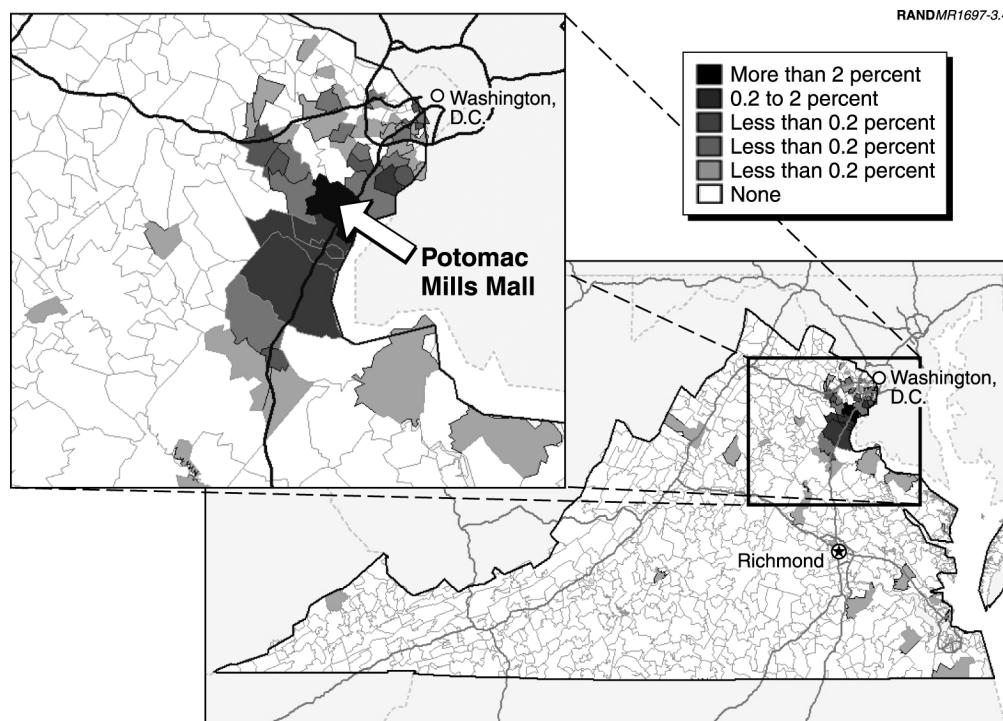 RANDMR1697-3.4
More than 2 percent
0.2 to 2 percent
Less than 0.2 percent
Less than 0.2 percent
Less than 0.2 percent
None
Washington,
D.C.
Potomac
Mills Mall
Washington,
D.C.
Richmond